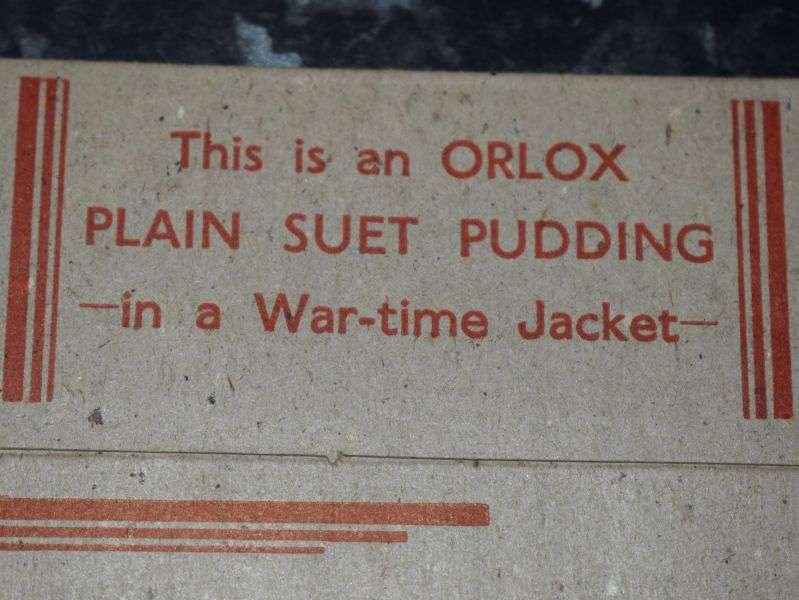 This is an ORLOX
PLAIN SUET PUDDING
—in a War-time Jacket—